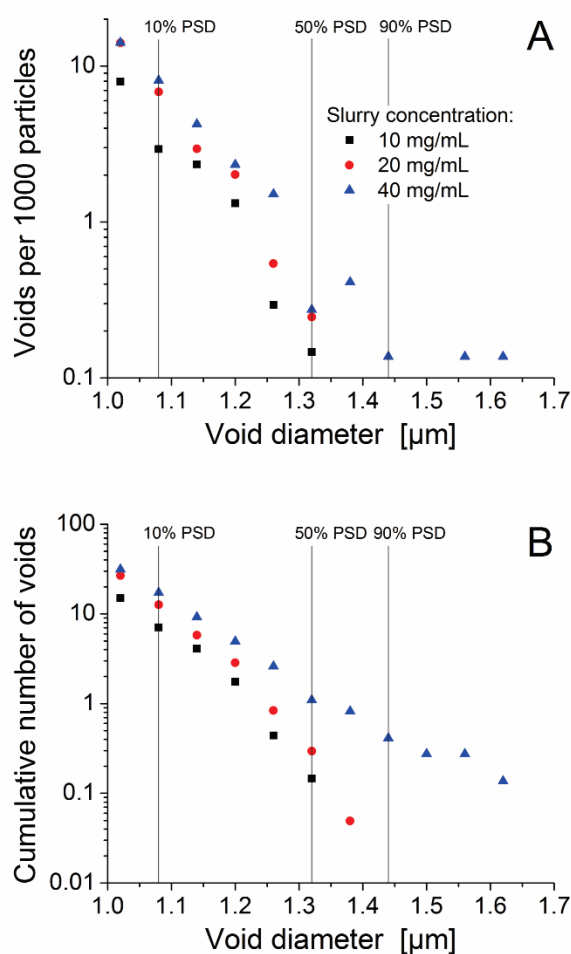 A
10% PSD 50% PSD 90% PSD
Slurry concentration:
10 mg/mL
20 mg/mL
40 mg/mL
Voids per 1000 particles
10
1
0.1
1.0 1.1 1.2 1.3 1.4 1.5 1.6 1.7
Void diameter [µm]
B
10% PSD 50% PSD 90% PSD
Cumulative number of voids
100
10
1
0.1
0.01
1.0 1.1 1.2 1.3 1.4 1.5 1.6 1.7
Void diameter [µm]